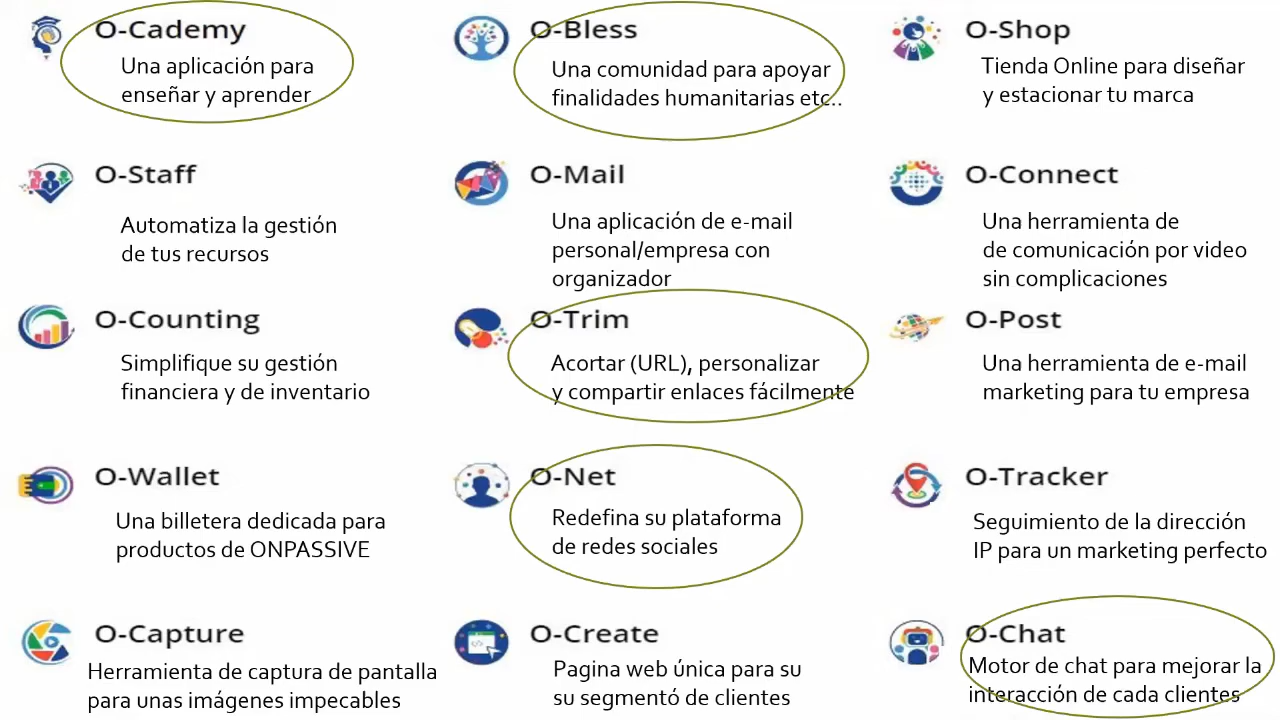 O-Cademy
Una aplicación para
enseñar y aprender
O-Bless
Una comunidad para apoyar
finalidades humanitarias etc..
O-Shop
Tienda Online para diseñar
y estacionar tu marca
O-Staff
Automatiza la gestión
de tus recursos
O-Mail
Una aplicación de e-mail
personal/empresa con
organizador
O-Connect
Una herramienta de
de comunicación por video
sin complicaciones
O-Counting
Simplifique su gestión
financiera y de inventario
O-Trim
Acortar (URL), personalizar
y compartir enlaces fácilmente
O-Post
Una herramienta de e-mail
marketing para tu empresa
O-Wallet
Una billetera dedicada para
productos de ONPASSIVE
O-Net
Redefina su plataforma
de redes sociales
O-Tracker
Seguimiento de la dirección
IP para un marketing perfecto
O-Capture
Herramienta de captura de pantalla
para unas imágenes impecables
O-Create
Pagina web única para su
su segmentó de clientes
O-Chat
Motor de chat para mejorar la
interacción de cada clientes